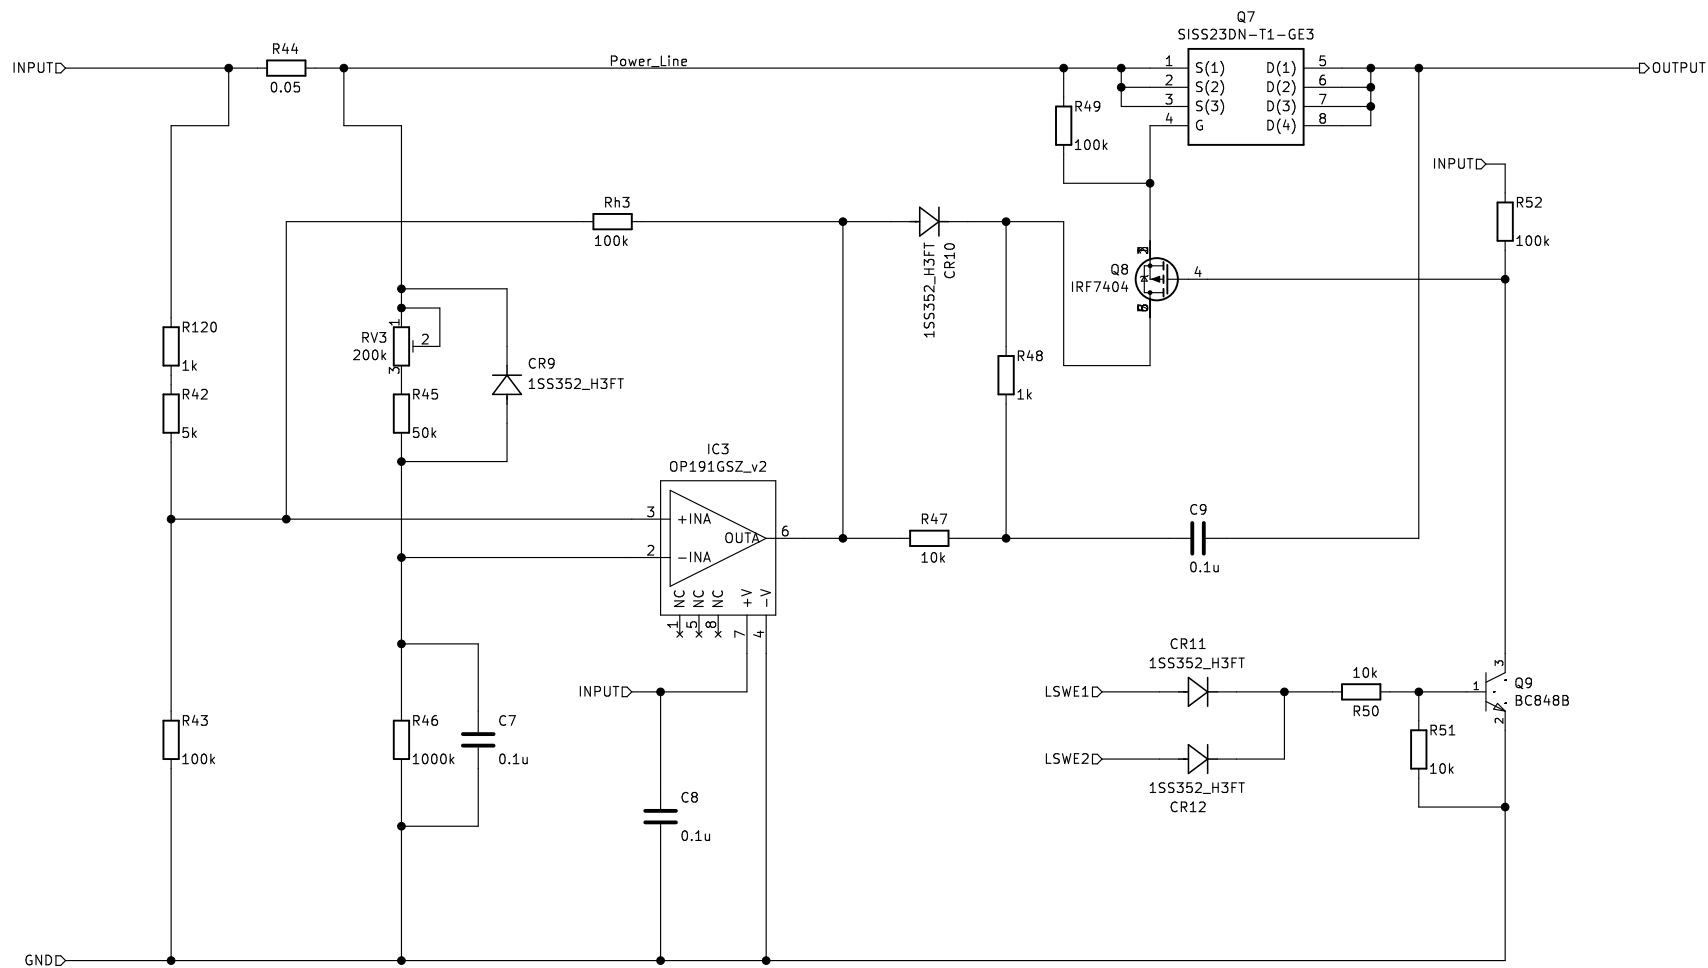 Q7
SISS23DN-T1-GE3
INPUT
R44
0.05
Power_Line
1
S(1)
D(1)
5
OUTPUT
2
S(2)
D(2)
6
3
S(3)
D(3)
7
4
G
D(4)
8
R49
100k
INPUT
R52
100k
Rh3
100k
1SS352_H3FT
CR10
Q8
IRF7404
4
R120
1k
R42
5k
RV3
200k
1
2
3
CR9
1SS352_H3FT
R45
50k
R48
1k
IC3
OP191GSZ_v2
3
+INA
OUTA
6
2
-INA
NC
NC
NC
+V
-V
1
5
8
7
4
R47
10k
C9
0.1u
INPUT
CR11
1SS352_H3FT
LSWE1
LSWE2
1SS352_H3FT
CR12
10k
R50
R51
10k
3
1
2
Q9
BC848B
R43
100k
R46
1000k
C7
0.1u
C8
0.1u
GND